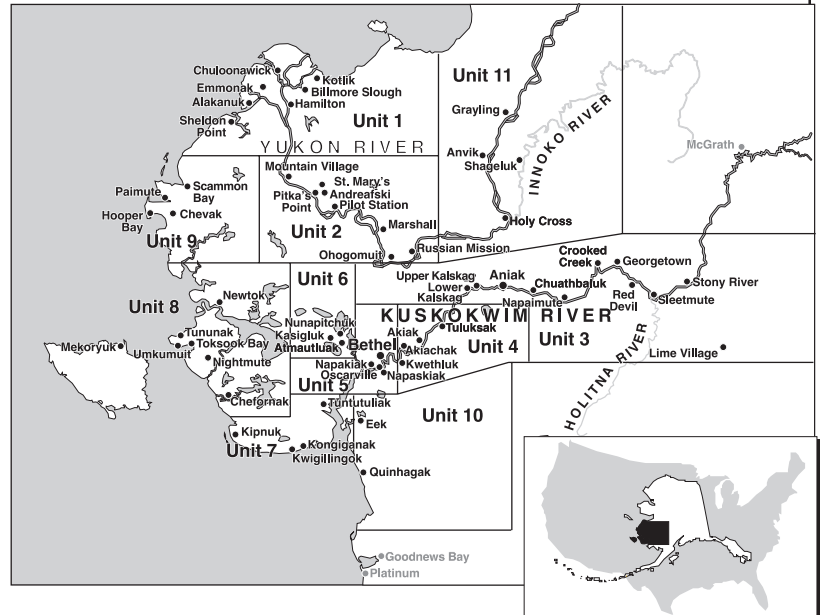 Chuloonawick
Kotlik
Emmonak
Billmore Slough
Alakanuk
Hamilton
Sheldon
Point
Unit 1
YUKON RIVER
Unit 11
Grayling
Anvik
Shageluk
INNOKO RIVER
McGrath
Holy Cross
Mountain Village
St. Mary's
Pitka's
Point
Andreafski
Pilot Station
Unit 2
Marshall
Ohogomuit
Russian Mission
Paimute
Scammon
Bay
Hooper
Bay
Chevak
Unit 9
Unit 8
Newtok
Unit 6
Upper Kalskag
Lower
Kalskag
Aniak
Chuathbaluk
Napaimute
Crooked
Creek
Georgetown
Red
Devil
Sleetmute
Stony River
KUSKOKWIM RIVER
Nunapitchuk
Kasigluk
Atmautluak
Bethel
Akiak
Tuluksak
Akiachak
Kwethluk
Unit 4
Unit 3
Lime Village
HOLITNA RIVER
Mekoryuk
Tununak
Toksook Bay
Umkumuit
Nightmute
Napakiak
Oscarville
Napaskiak
Unit 5
Chefornak
Tuntutuliak
Unit 10
Eek
Kipnuk
Unit 7
Kongiganak
Kwigillingok
Quinhagak
Goodnews Bay
Platinum